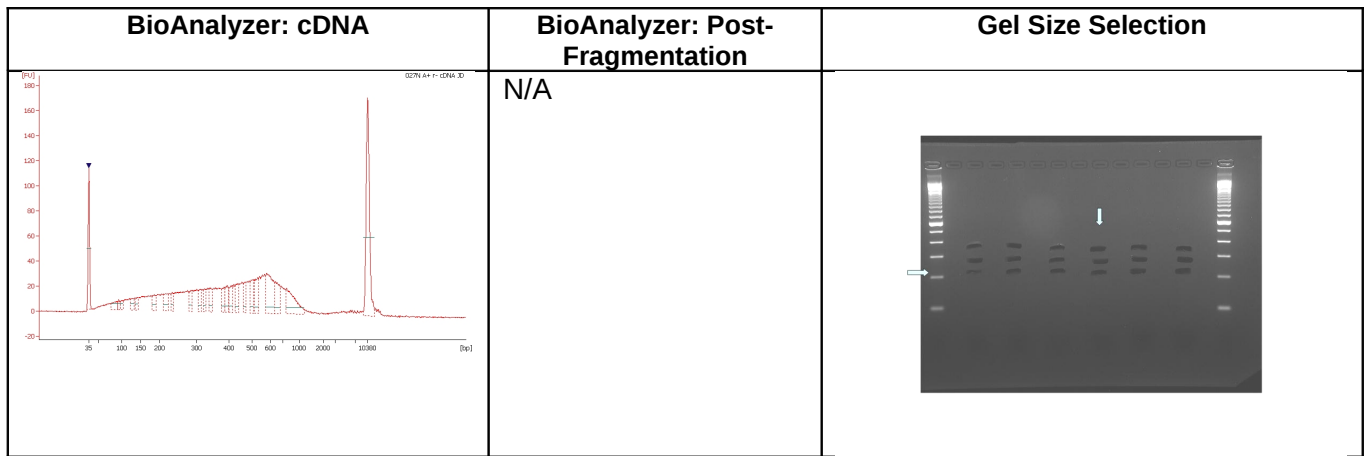 BioAnalyzer: cDNA
BioAnalyzer: Post-
Fragmentation
Gel Size Selection
[FU]
027N A+ r- cDNA JD
180
160
140
120
100
80
60
40
20
0
-20
35 100 150 200 300 400 500 600 1000 2000 10380 [bp]
N/A